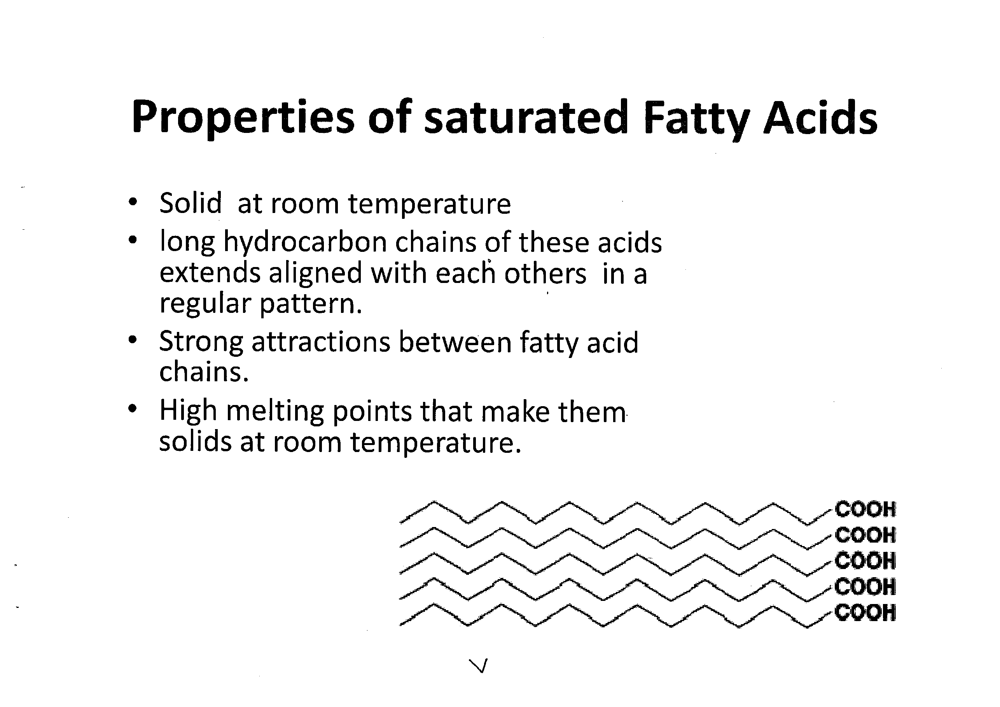 Properties of saturated Fatty Acids
• Solid at room temperature
• long hydrocarbon chains of these acids
extends aligned with each others in a
regular pattern.
• Strong attractions between fatty acid
chains.
• High melting points that make them
solids at room temperature.
COOH
COOH
COOH
COOH
COOH